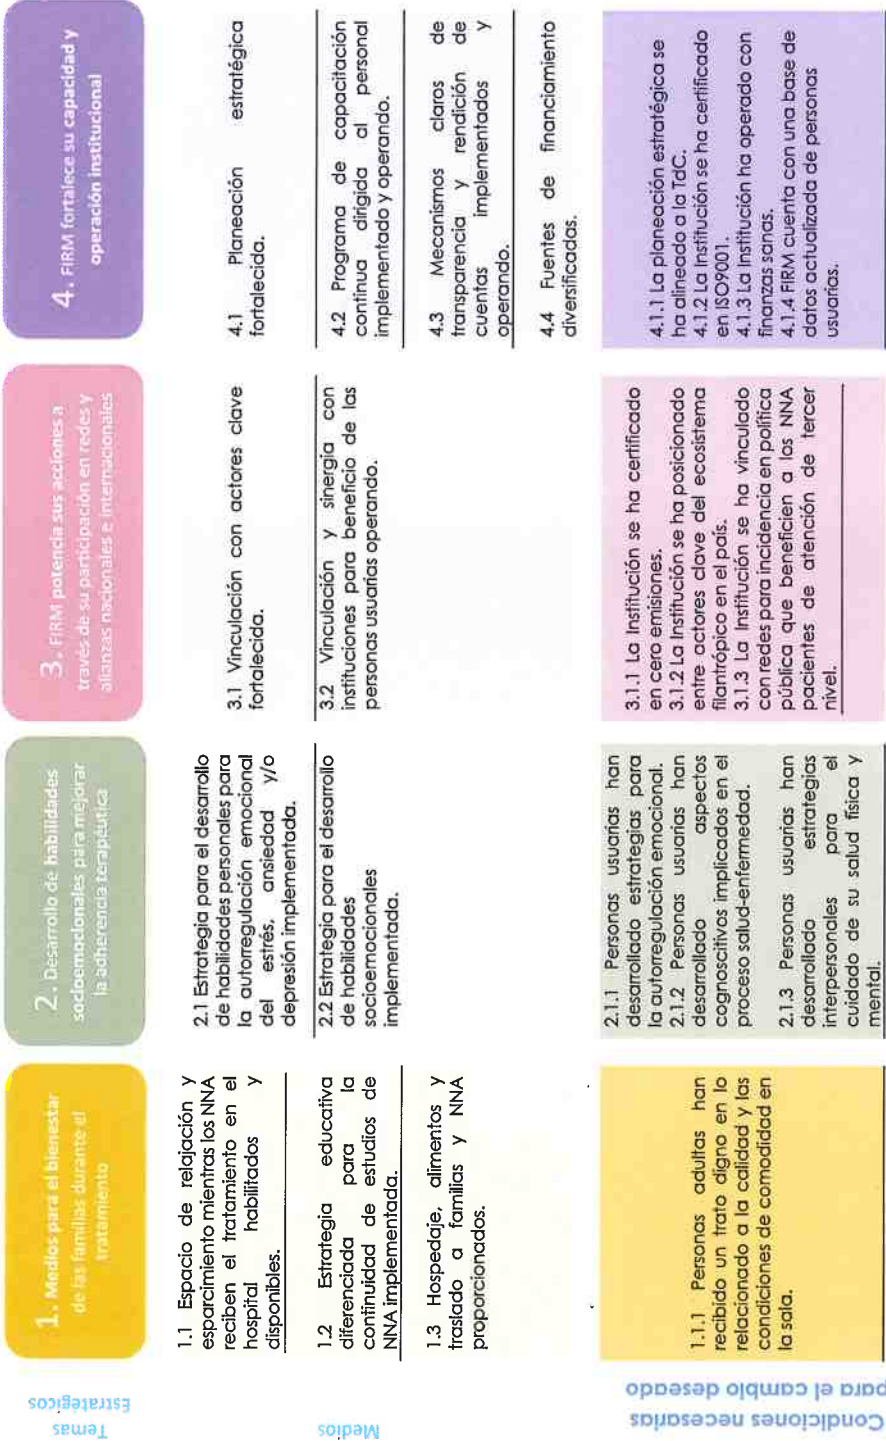 Temas
Estratégicos
1. Medios para el bienestar
de las familias durante el
tratamiento
2. Desarrollo de habilidades
socioemocionales para mejorar
la adherencia terapéutica
3. FIRM potencia sus acciones a
través de su participación en redes y
alianzas nacionales e internacionales
4. FIRM fortalece su capacidad y
operación institucional
Medios
1.1 Espacio de relajación y
esparcimiento mientras los NNA
reciben el tratamiento en el
hospital habilitados y
disponibles.
1.2 Estrategia educativa
diferenciada para la
continuidad de estudios de
NNA implementada.
1.3 Hospedaje, alimentos y
traslado a familias y NNA
proporcionados.
2.1 Estrategia para el desarrollo
de habilidades personales para
la autorregulación emocional
del estrés, ansiedad y/o
depresión implementada.
2.2 Estrategia para el desarrollo
de habilidades
socioemocionales
implementada.
3.1 Vinculación con actores clave
fortalecida.
3.2 Vinculación y sinergia con
instituciones para beneficio de las
personas usuarias operando.
4.1 Planeación estratégica
fortalecida.
4.2 Programa de capacitación
continua dirigida al personal
implementado y operando.
4.3 Mecanismos claros de
transparencia y rendición de
cuentas implementados y
operando.
4.4 Fuentes de financiamiento
diversificadas.
Condiciones necesarias
para el cambio deseado
1.1.1 Personas adultas han
recibido un trato digno en lo
relacionado a la calidad y las
condiciones de comodidad en
la sala.
2.1.1 Personas usuarias han
desarrollado estrategias para
la autorregulación emocional.
2.1.2 Personas usuarias han
desarrollado aspectos
cognoscitivos implicados en el
proceso salud-enfermedad.
2.1.3 Personas usuarias han
desarrollado estrategias
interpersonales para el
cuidado de su salud física y
mental.
3.1.1 La Institución se ha certificado
en cero emisiones.
3.1.2 La Institución se ha posicionado
entre actores clave del ecosistema
filantrópico en el país.
3.1.3 La Institución se ha vinculado
con redes para incidencia en política
pública que beneficien a los NNA
pacientes de atención de tercer
nivel.
4.1.1 La planeación estratégica se
ha alineado a la TdC.
4.1.2 La Institución se ha certificado
en ISO9001.
4.1.3 La Institución ha operado con
finanzas sanas.
4.1.4 FIRM cuenta con una base de
datos actualizada de personas
usuarias.